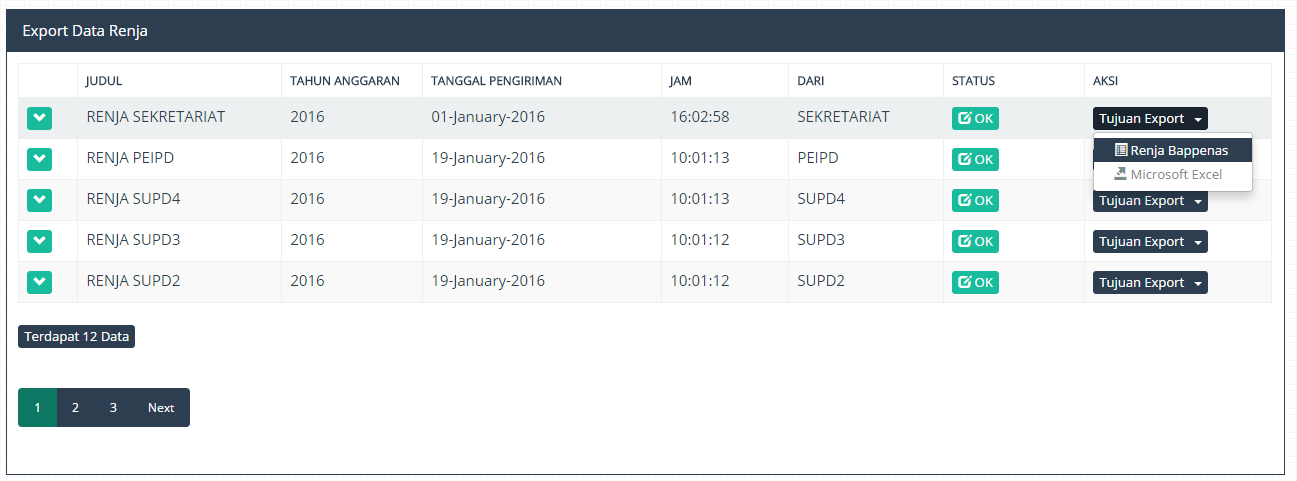 Export Data Renja
JUDUL TAHUN ANGGARAN TANGGAL PENGIRIMAN JAM DARI STATUS AKSI
RENJA SEKRETARIAT 2016 01-January-2016 16:02:58 SEKRETARIAT OK Tujuan Export
RENJA PEIPD 2016 19-January-2016 10:01:13 PEIPD OK
Renja Bappenas
Microsoft Excel
RENJA SUPD4 2016 19-January-2016 10:01:13 SUPD4 OK Tujuan Export
RENJA SUPD3 2016 19-January-2016 10:01:12 SUPD3 OK Tujuan Export
RENJA SUPD2 2016 19-January-2016 10:01:12 SUPD2 OK Tujuan Export
Terdapat 12 Data
1 2 3 Next